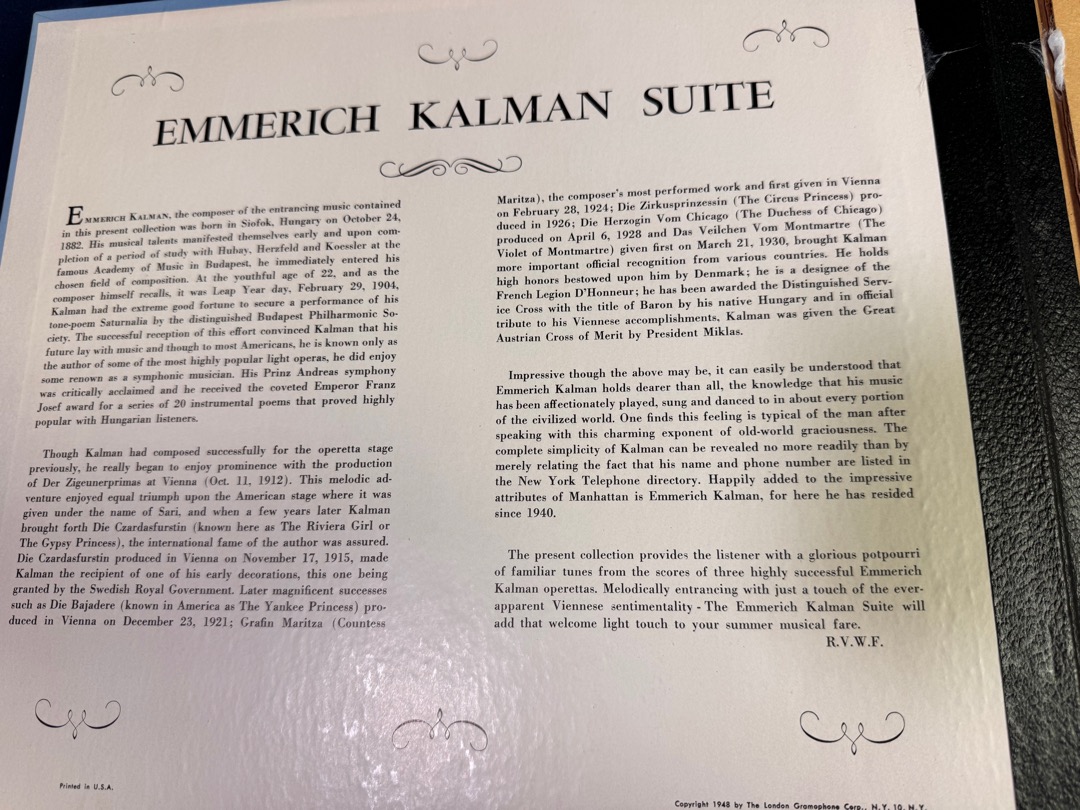 EMMERICH KALMAN SUITE
EMMERICH KALMAN, the composer of the entrancing music contained
in this present collection was born in Siofok, Hungary on October 24,
1882. His musical talents manifested themselves early and upon com-
pletion of a period of study with Hubay, Herzfeld and Koessler at the
famous Academy of Music in Budapest, he immediately entered his
chosen field of composition. At the youthful age of 22, and as the
composer himself recalls, it was Leap Year day, February 29, 1904,
Kalman had the extreme good fortune to secure a performance of his
tone-poem Saturnalia by the distinguished Budapest Philharmonic So-
ciety. The successful reception of this effort convinced Kalman that his
future lay with music and though to most Americans, he is known only as
the author of some of the most highly popular light operas, he did enjoy
some renown as a symphonic musician. His Prinz Andreas symphony
was critically acclaimed and he received the coveted Emperor Franz
Josef award for a series of 20 instrumental poems that proved highly
popular with Hungarian listeners.
Though Kalman had composed successfully for the operetta stage
previously, he really began to enjoy prominence with the production
of Der Zigeunerprimas at Vienna (Oct. 11, 1912). This melodic ad-
venture enjoyed equal triumph upon the American stage where it was
given under the name of Sari, and when a few years later Kalman
brought forth Die Czardasfurstin (known here as The Riviera Girl or
The Gypsy Princess), the international fame of the author was assured.
Die Czardasfurstin produced in Vienna on November 17, 1915, made
Kalman the recipient of one of his early decorations, this one being
granted by the Swedish Royal Government. Later magnificent successes
such as Die Bajadere (known in America as The Yankee Princess) pro-
duced in Vienna on December 23, 1921; Grafin Maritza (Countess
Maritza), the composer's most performed work and first given in Vienna
on February 28, 1924; Die Zirkusprinzessin (The Circus Princess) pro-
duced in 1926; Die Herzogin Vom Chicago (The Duchess of Chicago)
produced on April 6, 1928 and Das Veilchen Vom Montmartre (The
Violet of Montmartre) given first on March 21, 1930, brought Kalman
more important official recognition from various countries. He holds
high honors bestowed upon him by Denmark; he is a designee of the
French Legion D'Honneur; he has been awarded the Distinguished Serv-
ice Cross with the title of Baron by his native Hungary and in official
tribute to his Viennese accomplishments, Kalman was given the Great
Austrian Cross of Merit by President Miklas.
Impressive though the above may be, it can easily be understood that
Emmerich Kalman holds dearer than all, the knowledge that his music
has been affectionately played, sung and danced to in about every portion
of the civilized world. One finds this feeling is typical of the man after
speaking with this charming exponent of old-world graciousness. The
complete simplicity of Kalman can be revealed no more readily than by
merely relating the fact that his name and phone number are listed in
the New York Telephone directory. Happily added to the impressive
attributes of Manhattan is Emmerich Kalman, for here he has resided
since 1940.
The present collection provides the listener with a glorious potpourri
of familiar tunes from the scores of three highly successful Emmerich
Kalman operettas. Melodically entrancing with just a touch of the ever-
apparent Viennese sentimentality - The Emmerich Kalman Suite will
add that welcome light touch to your summer musical fare.
R.V.W.F.
Printed in U.S.A.
Copyright 1948 by The London Gramophone Corp., N.Y. 10, N.Y.